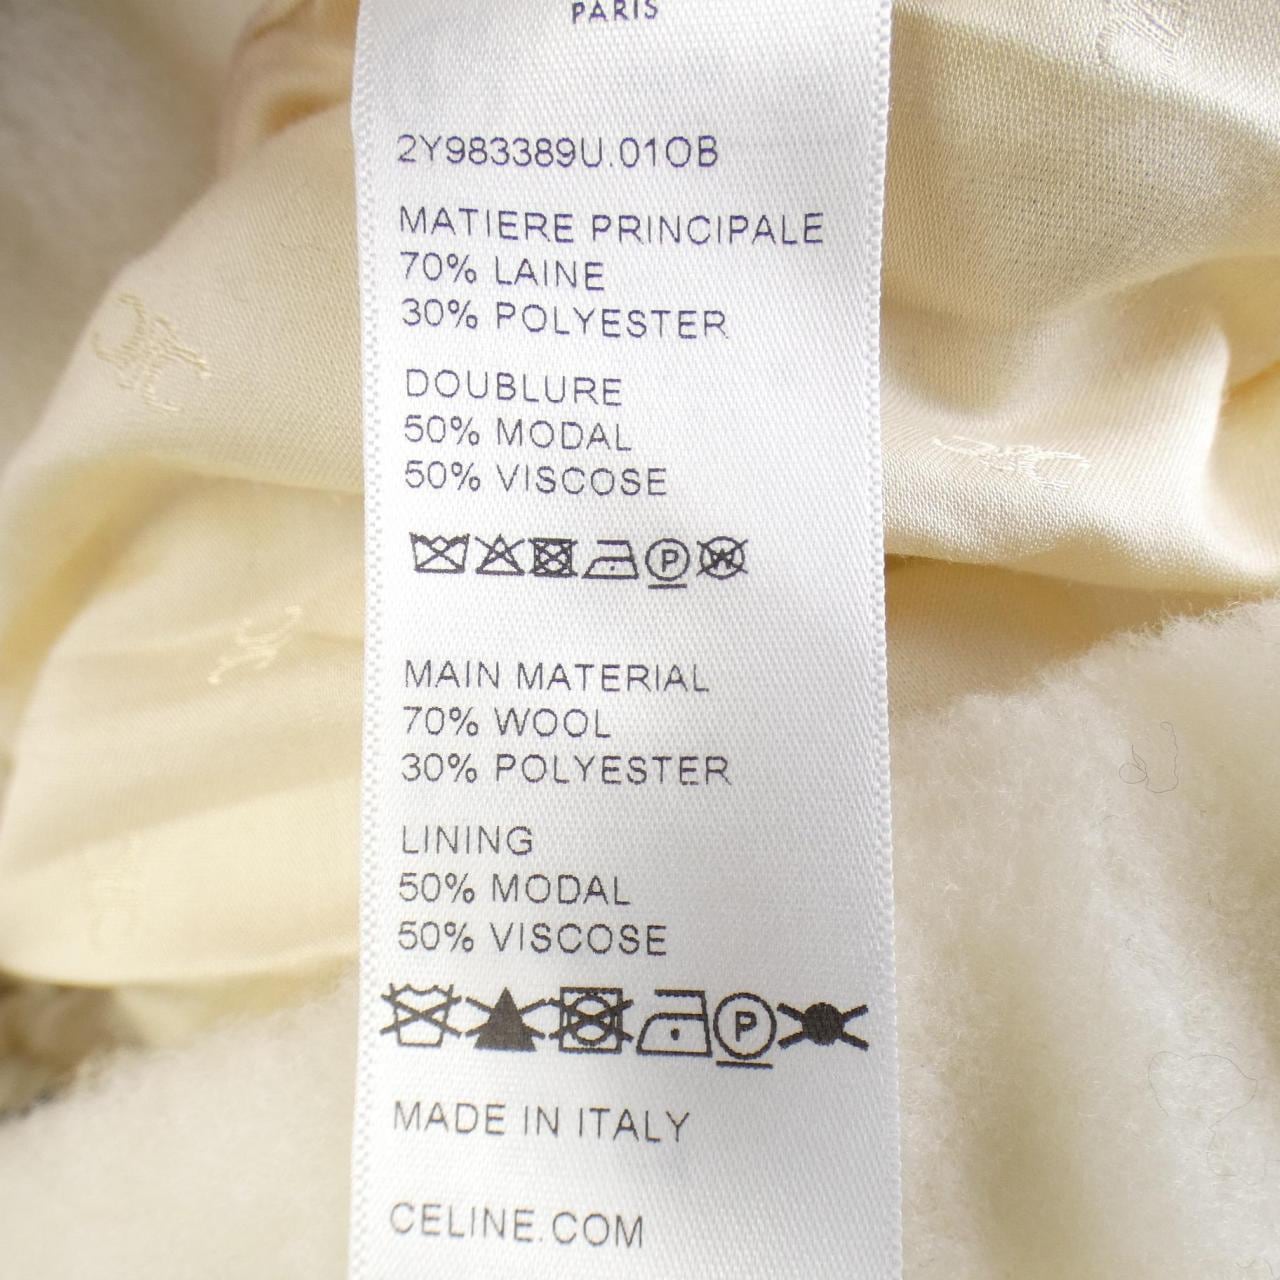 PARIS
2Y983389U.01OB
MATIERE PRINCIPALE
70% LAINE
30% POLYESTER
DOUBLURE
50% MODAL
50% VISCOSE
P W
MAIN MATERIAL
70% WOOL
30% POLYESTER
LINING
50% MODAL
50% VISCOSE
P
MADE IN ITALY
CELINE.COM